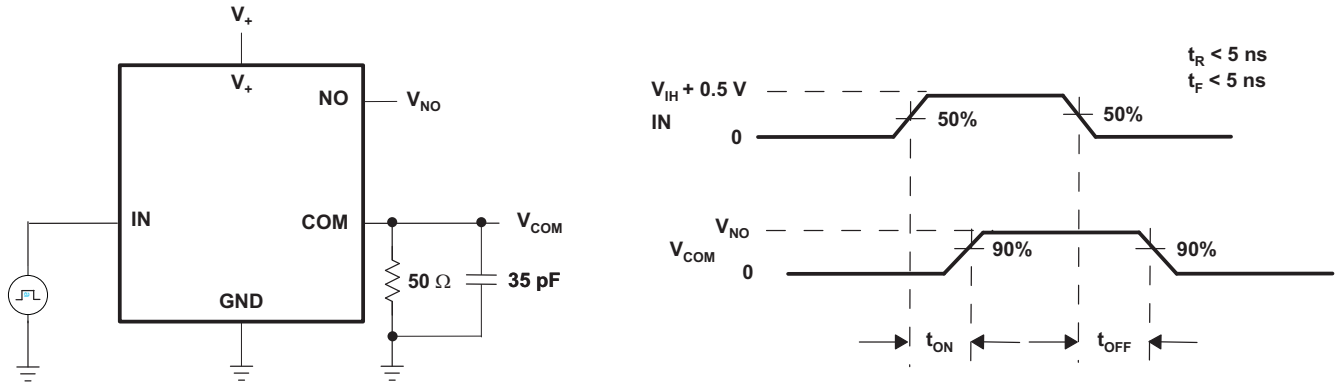 V+
V+
NO
VNO
IN
COM
VCOM
50 Ω
35 pF
GND
tR < 5 ns
tF < 5 ns
VIH + 0.5 V
IN
50%
50%
0
VNO
VCOM
90%
90%
0
tON
tOFF